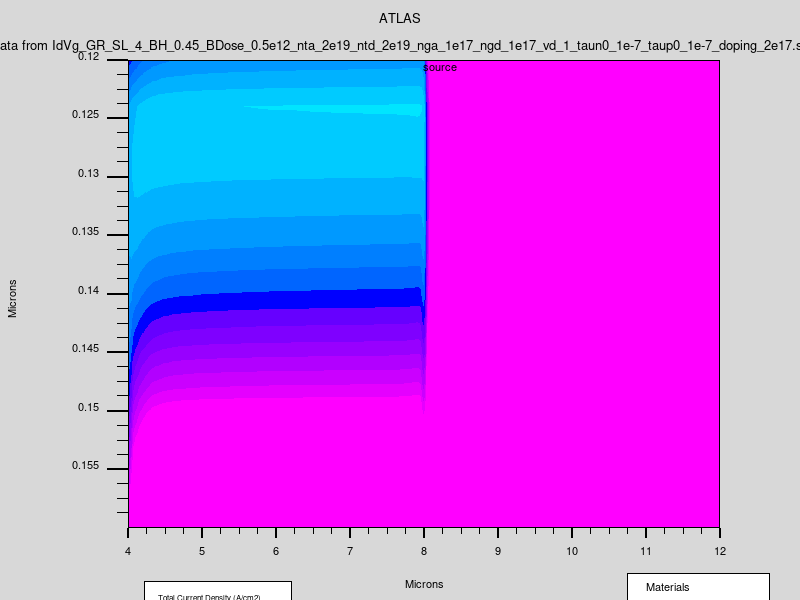 ATLAS
ata from IdVg_GR_SL_4_BH_0.45_BDose_0.5e12_nta_2e19_ntd_2e19_nga_1e17_ngd_1e17_vd_1_taun0_1e-7_taup0_1e-7_doping_2e17.s
0.12
source
0.125
0.13
0.135
0.14
0.145
0.15
0.155
Microns
4 5 6 7 8 9 10 11 12
Microns
Total Current Density (A/cm2)
Materials